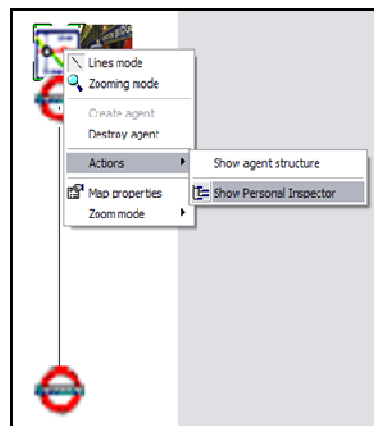 Lines mode
Zooming mode
Create agent
Destroy agent
Actions
Show agent structure
Show Personal Inspector
Map properties
Zoom mode